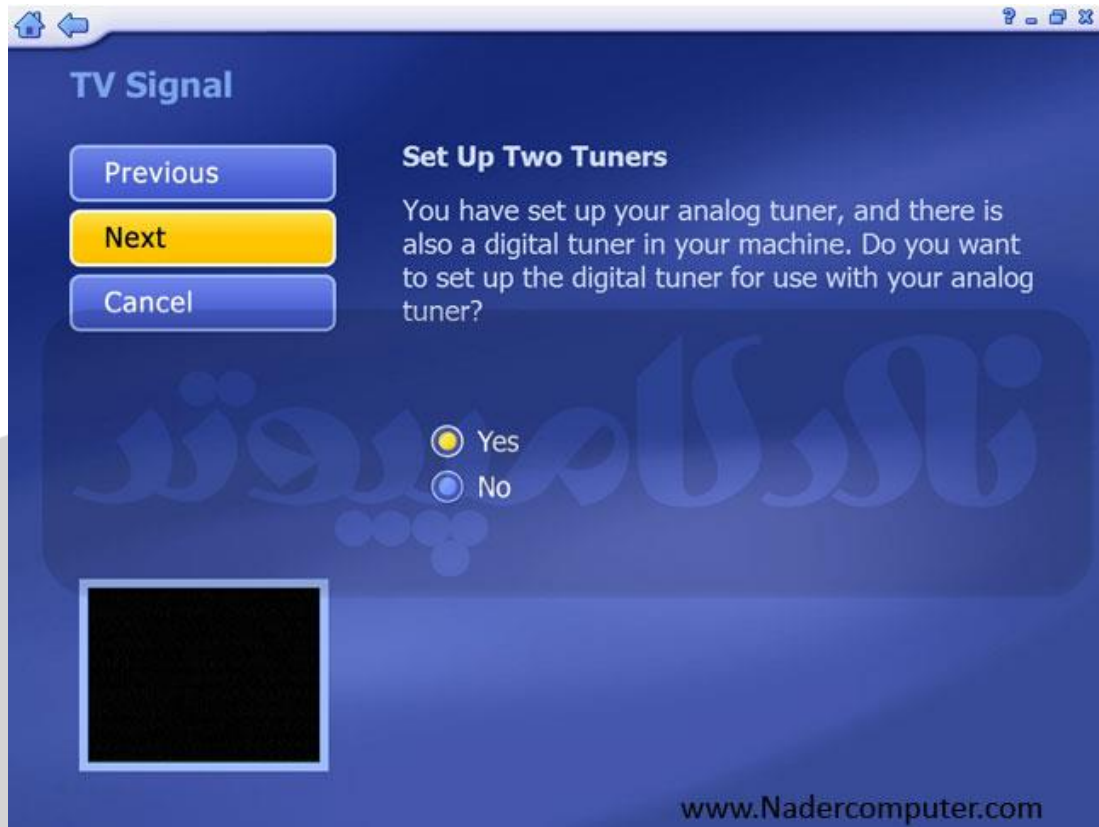 TV Signal
Previous
Next
Cancel
Set Up Two Tuners
You have set up your analog tuner, and there is
also a digital tuner in your machine. Do you want
to set up the digital tuner for use with your analog
tuner?
Yes
No
نادرکامپیوتر
www.Nadercomputer.com